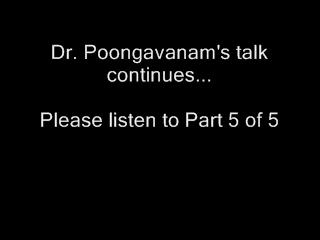 Dr. Poongavanam's talk
continues...
Please listen to Part 5 of 5